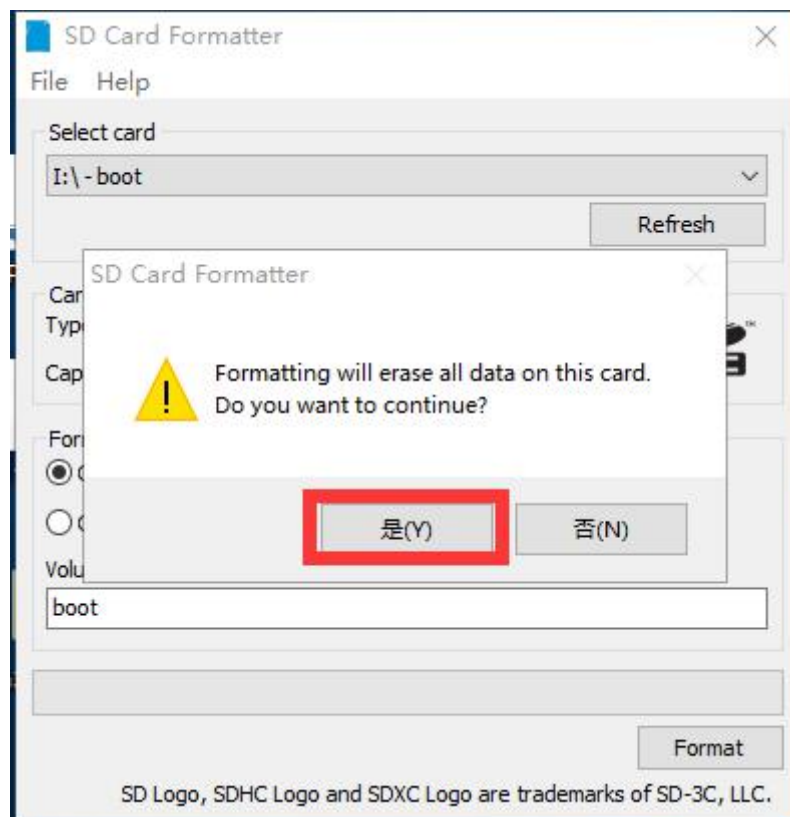 SD Card Formatter
File Help
Select card
I:\ - boot
Refresh
SD Card Formatter
Formatting will erase all data on this card.
Do you want to continue?
是(Y) 否(N)
boot
Format
SD Logo, SDHC Logo and SDXC Logo are trademarks of SD-3C, LLC.